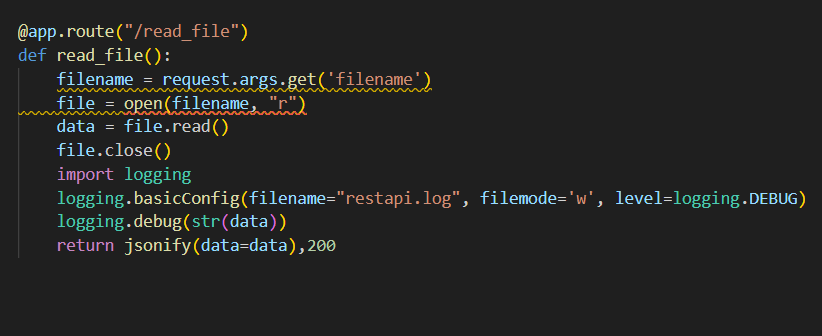 @app.route("/read_file")
def read_file():
    filename = request.args.get('filename')
    file = open(filename, "r")
    data = file.read()
    file.close()
    import logging
    logging.basicConfig(filename="restapi.log", filemode='w', level=logging.DEBUG)
    logging.debug(str(data))
    return jsonify(data=data),200